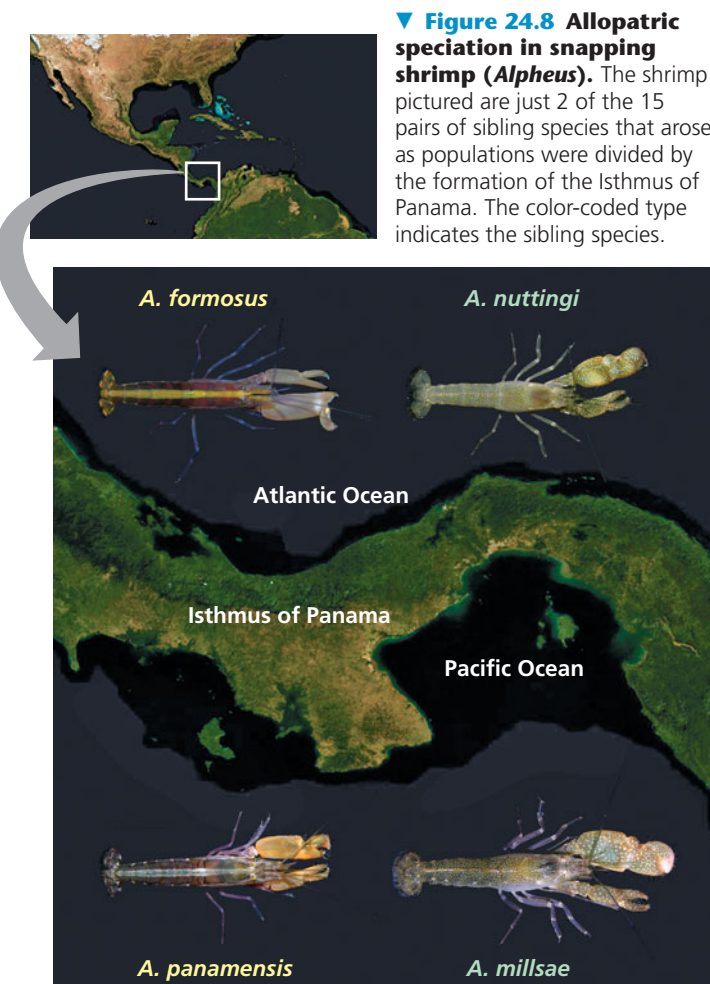 ▼ Figure 24.8 Allopatric
speciation in snapping
shrimp (Alpheus). The shrimp
pictured are just 2 of the 15
pairs of sibling species that arose
as populations were divided by
the formation of the Isthmus of
Panama. The color-coded type
indicates the sibling species.
A. formosus
A. nuttingi
Atlantic Ocean
Isthmus of Panama
Pacific Ocean
A. panamensis
A. millsae